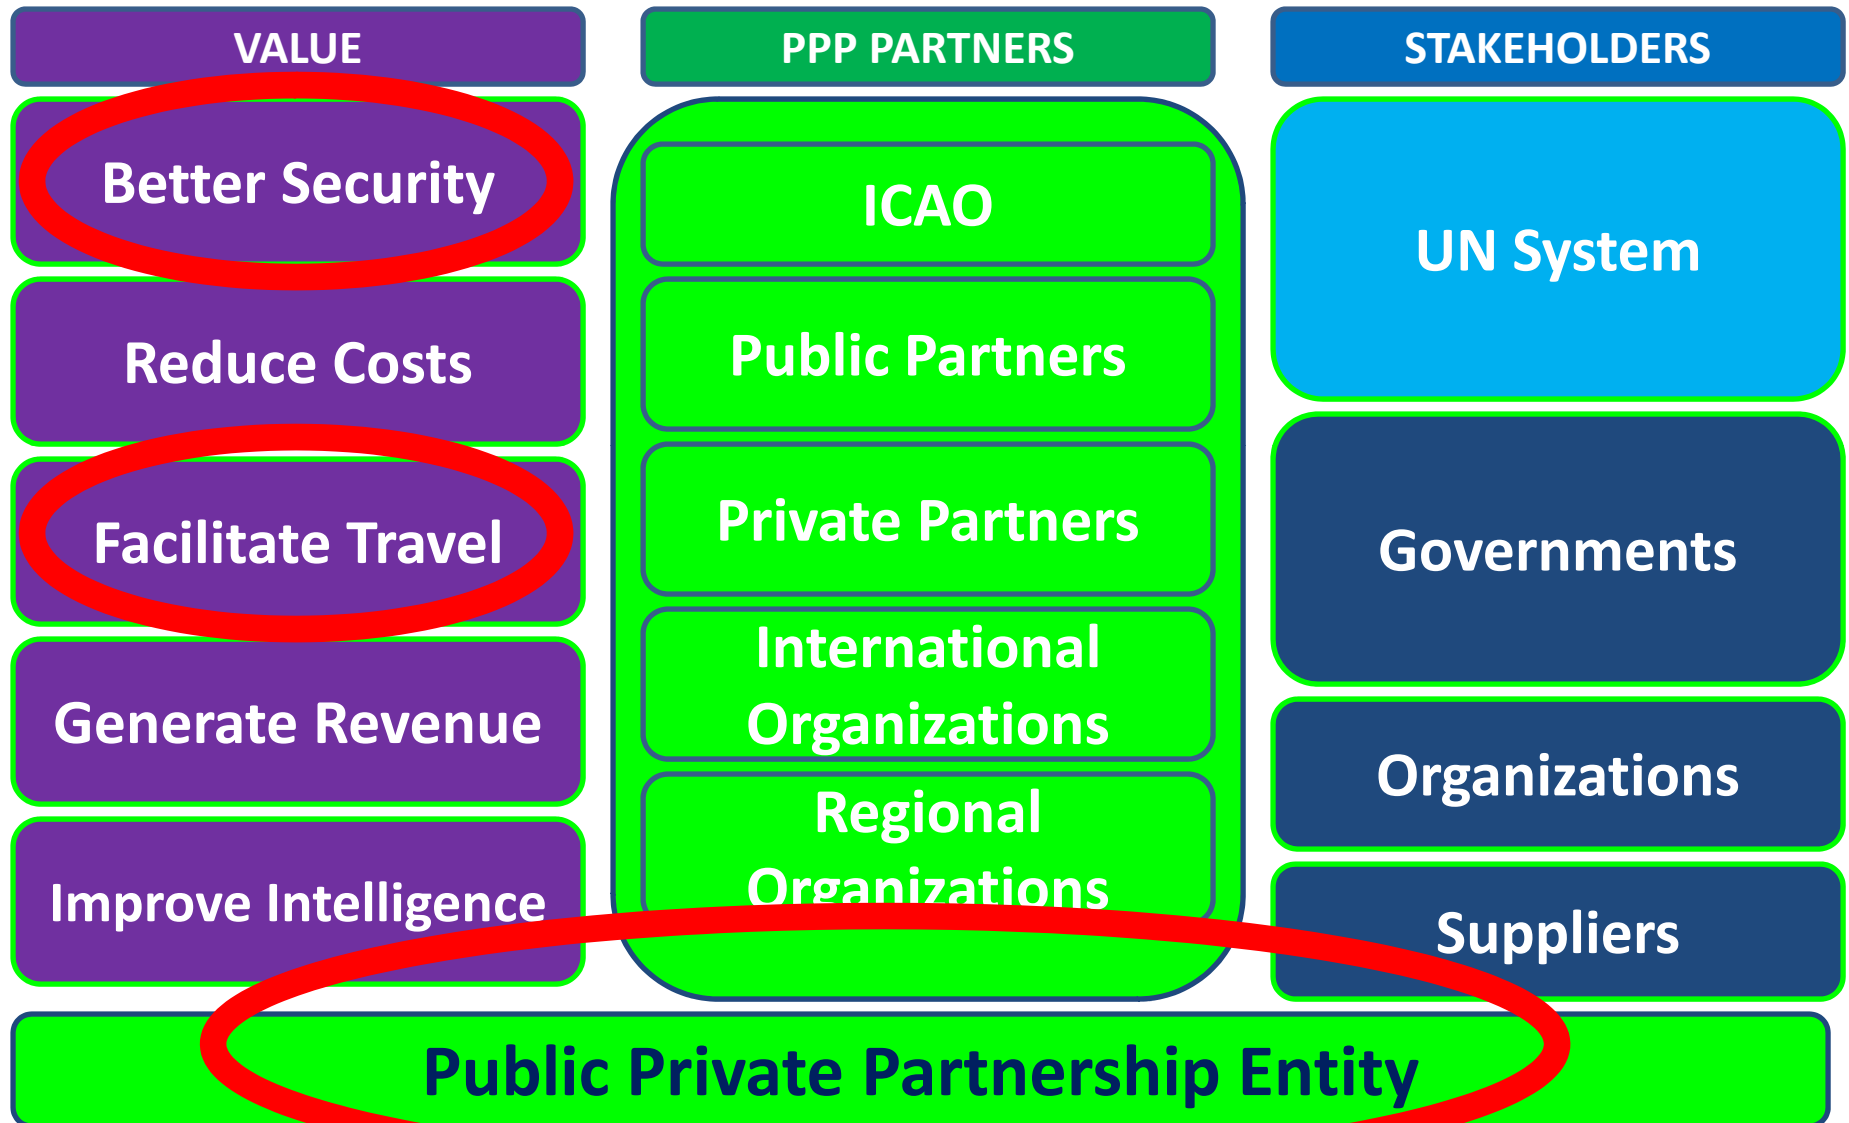 VALUE
Better Security
Reduce Costs
Facilitate Travel
Generate Revenue
Improve Intelligence
PPP PARTNERS
ICAO
Public Partners
Private Partners
International
Organizations
Regional
Organizations
STAKEHOLDERS
UN System
Governments
Organizations
Suppliers
Public Private Partnership Entity